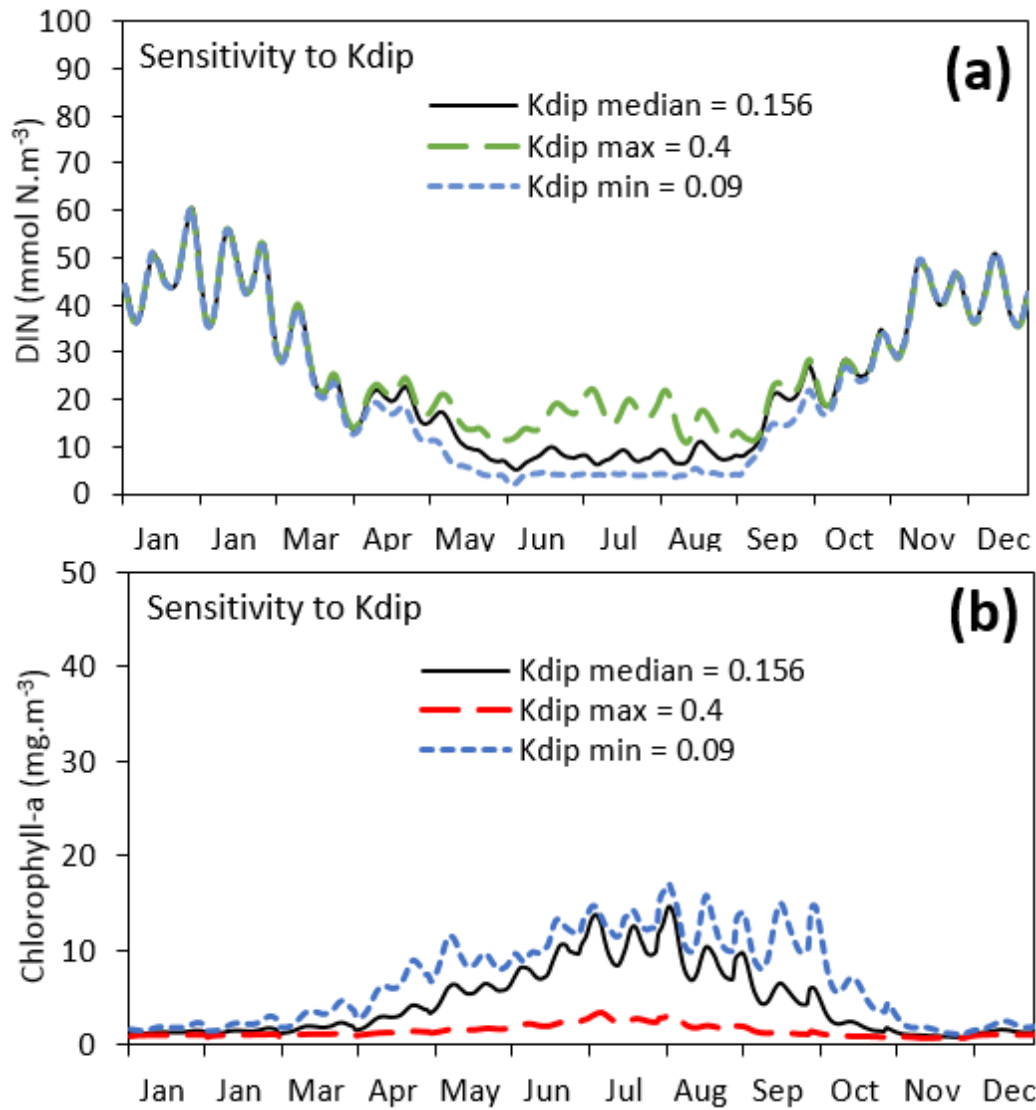 100
Sensitivity to Kdip
(a)
90
Kdip median = 0.156
80
Kdip max = 0.4
70
Kdip min = 0.09
60
50
40
30
20
10
0
DIN (mmol N.m-3)
Jan Jan Mar Apr May Jun Jul Aug Sep Oct Nov Dec
50
Sensitivity to Kdip
(b)
40
Kdip median = 0.156
Kdip max = 0.4
Kdip min = 0.09
30
20
10
0
Chlorophyll-a (mg.m-3)
Jan Jan Mar Apr May Jun Jul Aug Sep Oct Nov Dec